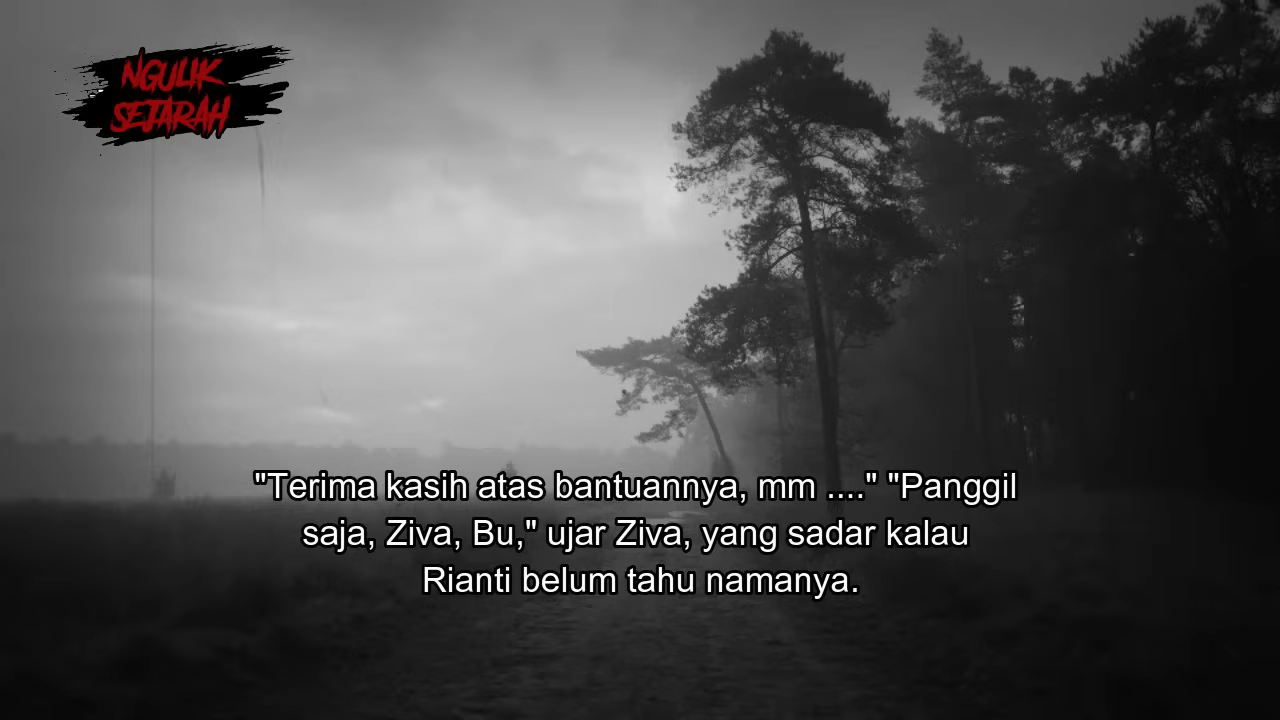 NGULIK
SEJARAH
"Terima kasih atas bantuannya, mm ...." "Panggil
saja, Ziva, Bu," ujar Ziva, yang sadar kalau
Rianti belum tahu namanya.